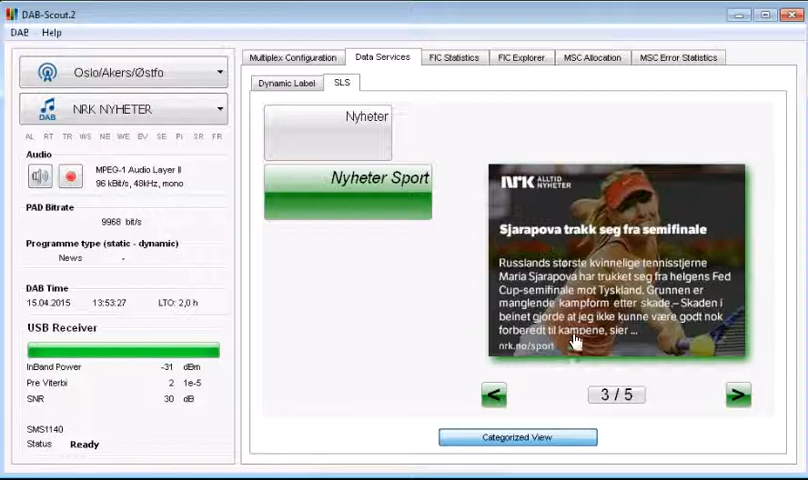 DAB-Scout.2
DAB Help
Oslo/Akers/Østfo
DAB
NRK NYHETER
AL RT TR WS NE WE EV SE PI SR FR
Audio
MPEG-1 Audio Layer II
96 kBit/s, 48kHz, mono
PAD Bitrate
9968 bit/s
Programme type (static - dynamic)
News -
DAB Time
15.04.2015 13:53:27 LTO: 2,0 h
USB Receiver
InBand Power -31 dBm
Pre Viterbi 2 1e-5
SNR 30 dB
SMS1140
Status Ready
Multiplex Configuration Data Services FIC Statistics FIC Explorer MSC Allocation MSC Error Statistics
Dynamic Label SLS
Nyheter
Nyheter Sport
NRK ALLTID
NYHETER
Sjarapova trakk seg fra semifinale
Russlands største kvinnelige tennisstjerne
Maria Sjarapova har trukket seg fra helgens Fed
Cup-semifinale mot Tyskland. Grunnen er
manglende kampform etter skade.– Skaden i
beinet gjorde at jeg ikke kunne være godt nok
forberedt til kampene, sier ...
nrk.no/sport
< 3 / 5 >
Categorized View